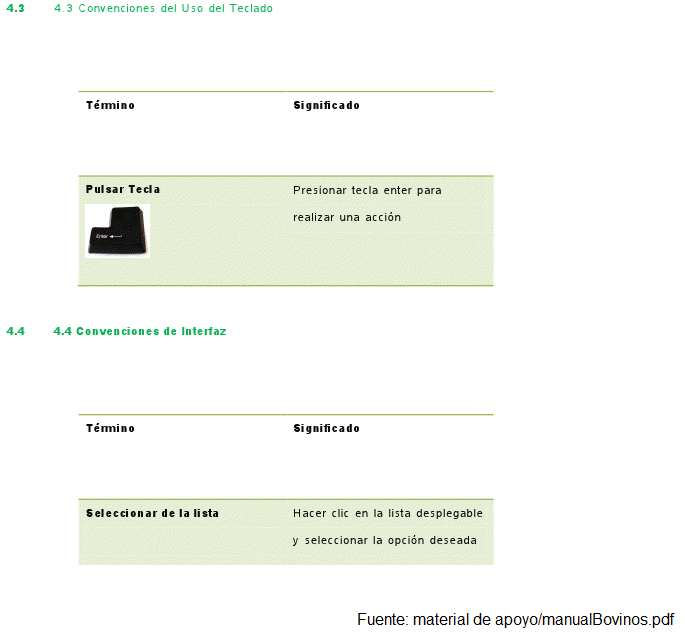 4.3 4.3 Convenciones del Uso del Teclado
Término Significado
Pulsar Tecla Presionar tecla enter para
realizar una acción
Enter
4.4 4.4 Convenciones de Interfaz
Término Significado
Seleccionar de la lista Hacer clic en la lista desplegable
y seleccionar la opción deseada
Fuente: material de apoyo/manualBovinos.pdf